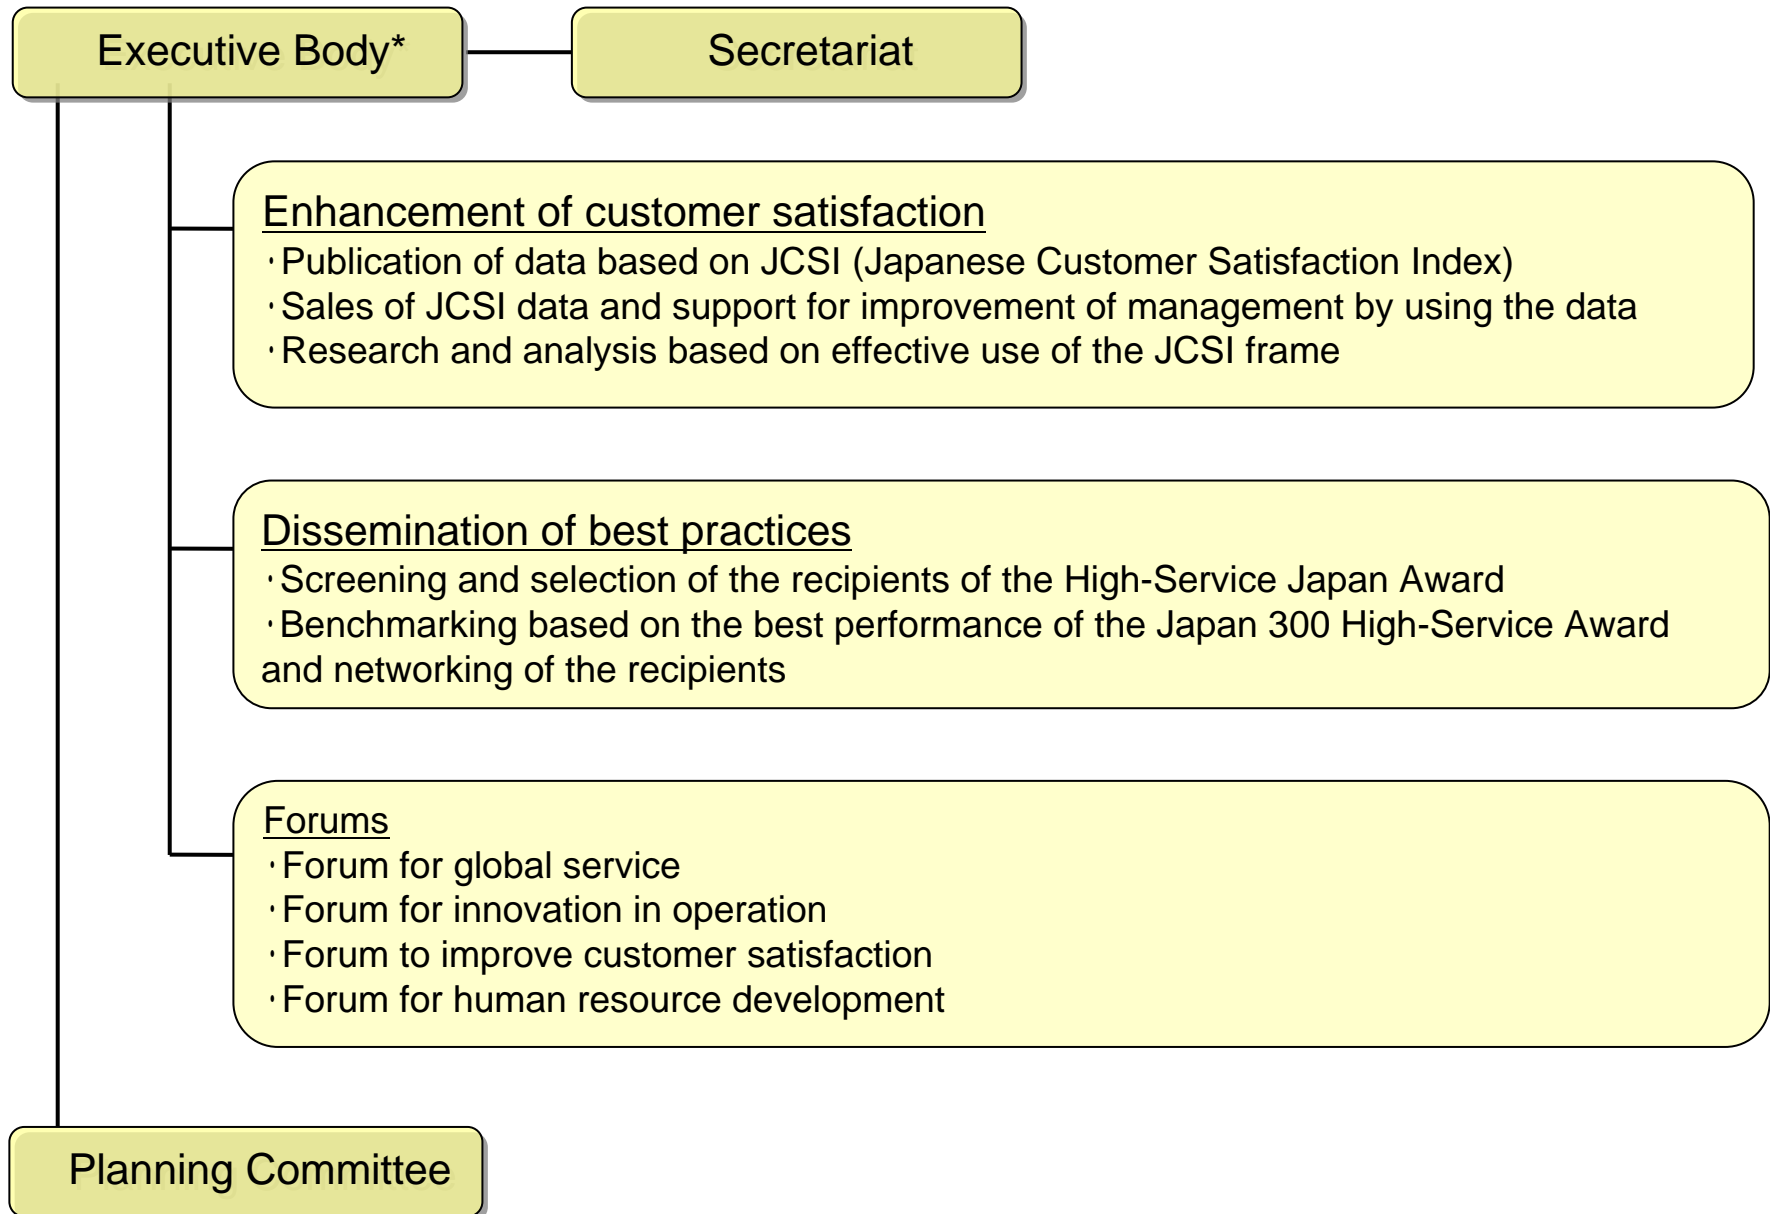 Executive Body*
Secretariat
Enhancement of customer satisfaction
・Publication of data based on JCSI (Japanese Customer Satisfaction Index)
・Sales of JCSI data and support for improvement of management by using the data
・Research and analysis based on effective use of the JCSI frame
Dissemination of best practices
・Screening and selection of the recipients of the High-Service Japan Award
・Benchmarking based on the best performance of the Japan 300 High-Service Award
and networking of the recipients
Forums
・Forum for global service
・Forum for innovation in operation
・Forum to improve customer satisfaction
・Forum for human resource development
Planning Committee